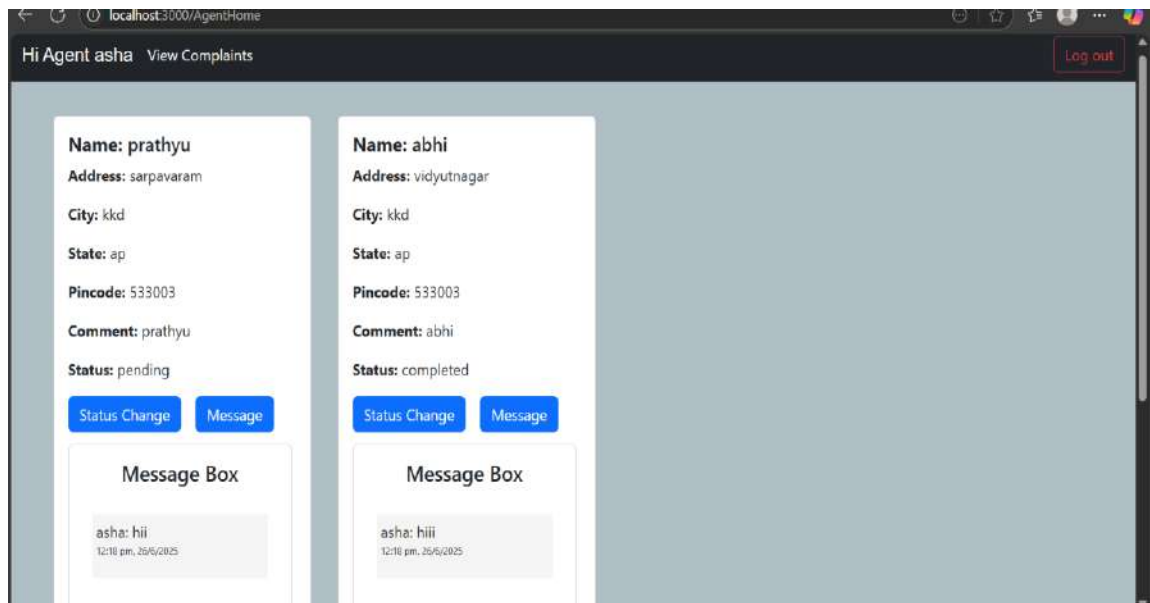 localhost:3000/AgentHome
Hi Agent asha View Complaints Log out
Name: prathyu
Address: sarpavaram
City: kkd
State: ap
Pincode: 533003
Comment: prathyu
Status: pending
Status Change Message
Message Box
asha: hii
12:18 pm, 26/6/2025
Name: abhi
Address: vidyutnagar
City: kkd
State: ap
Pincode: 533003
Comment: abhi
Status: completed
Status Change Message
Message Box
asha: hiii
12:18 pm, 26/6/2025